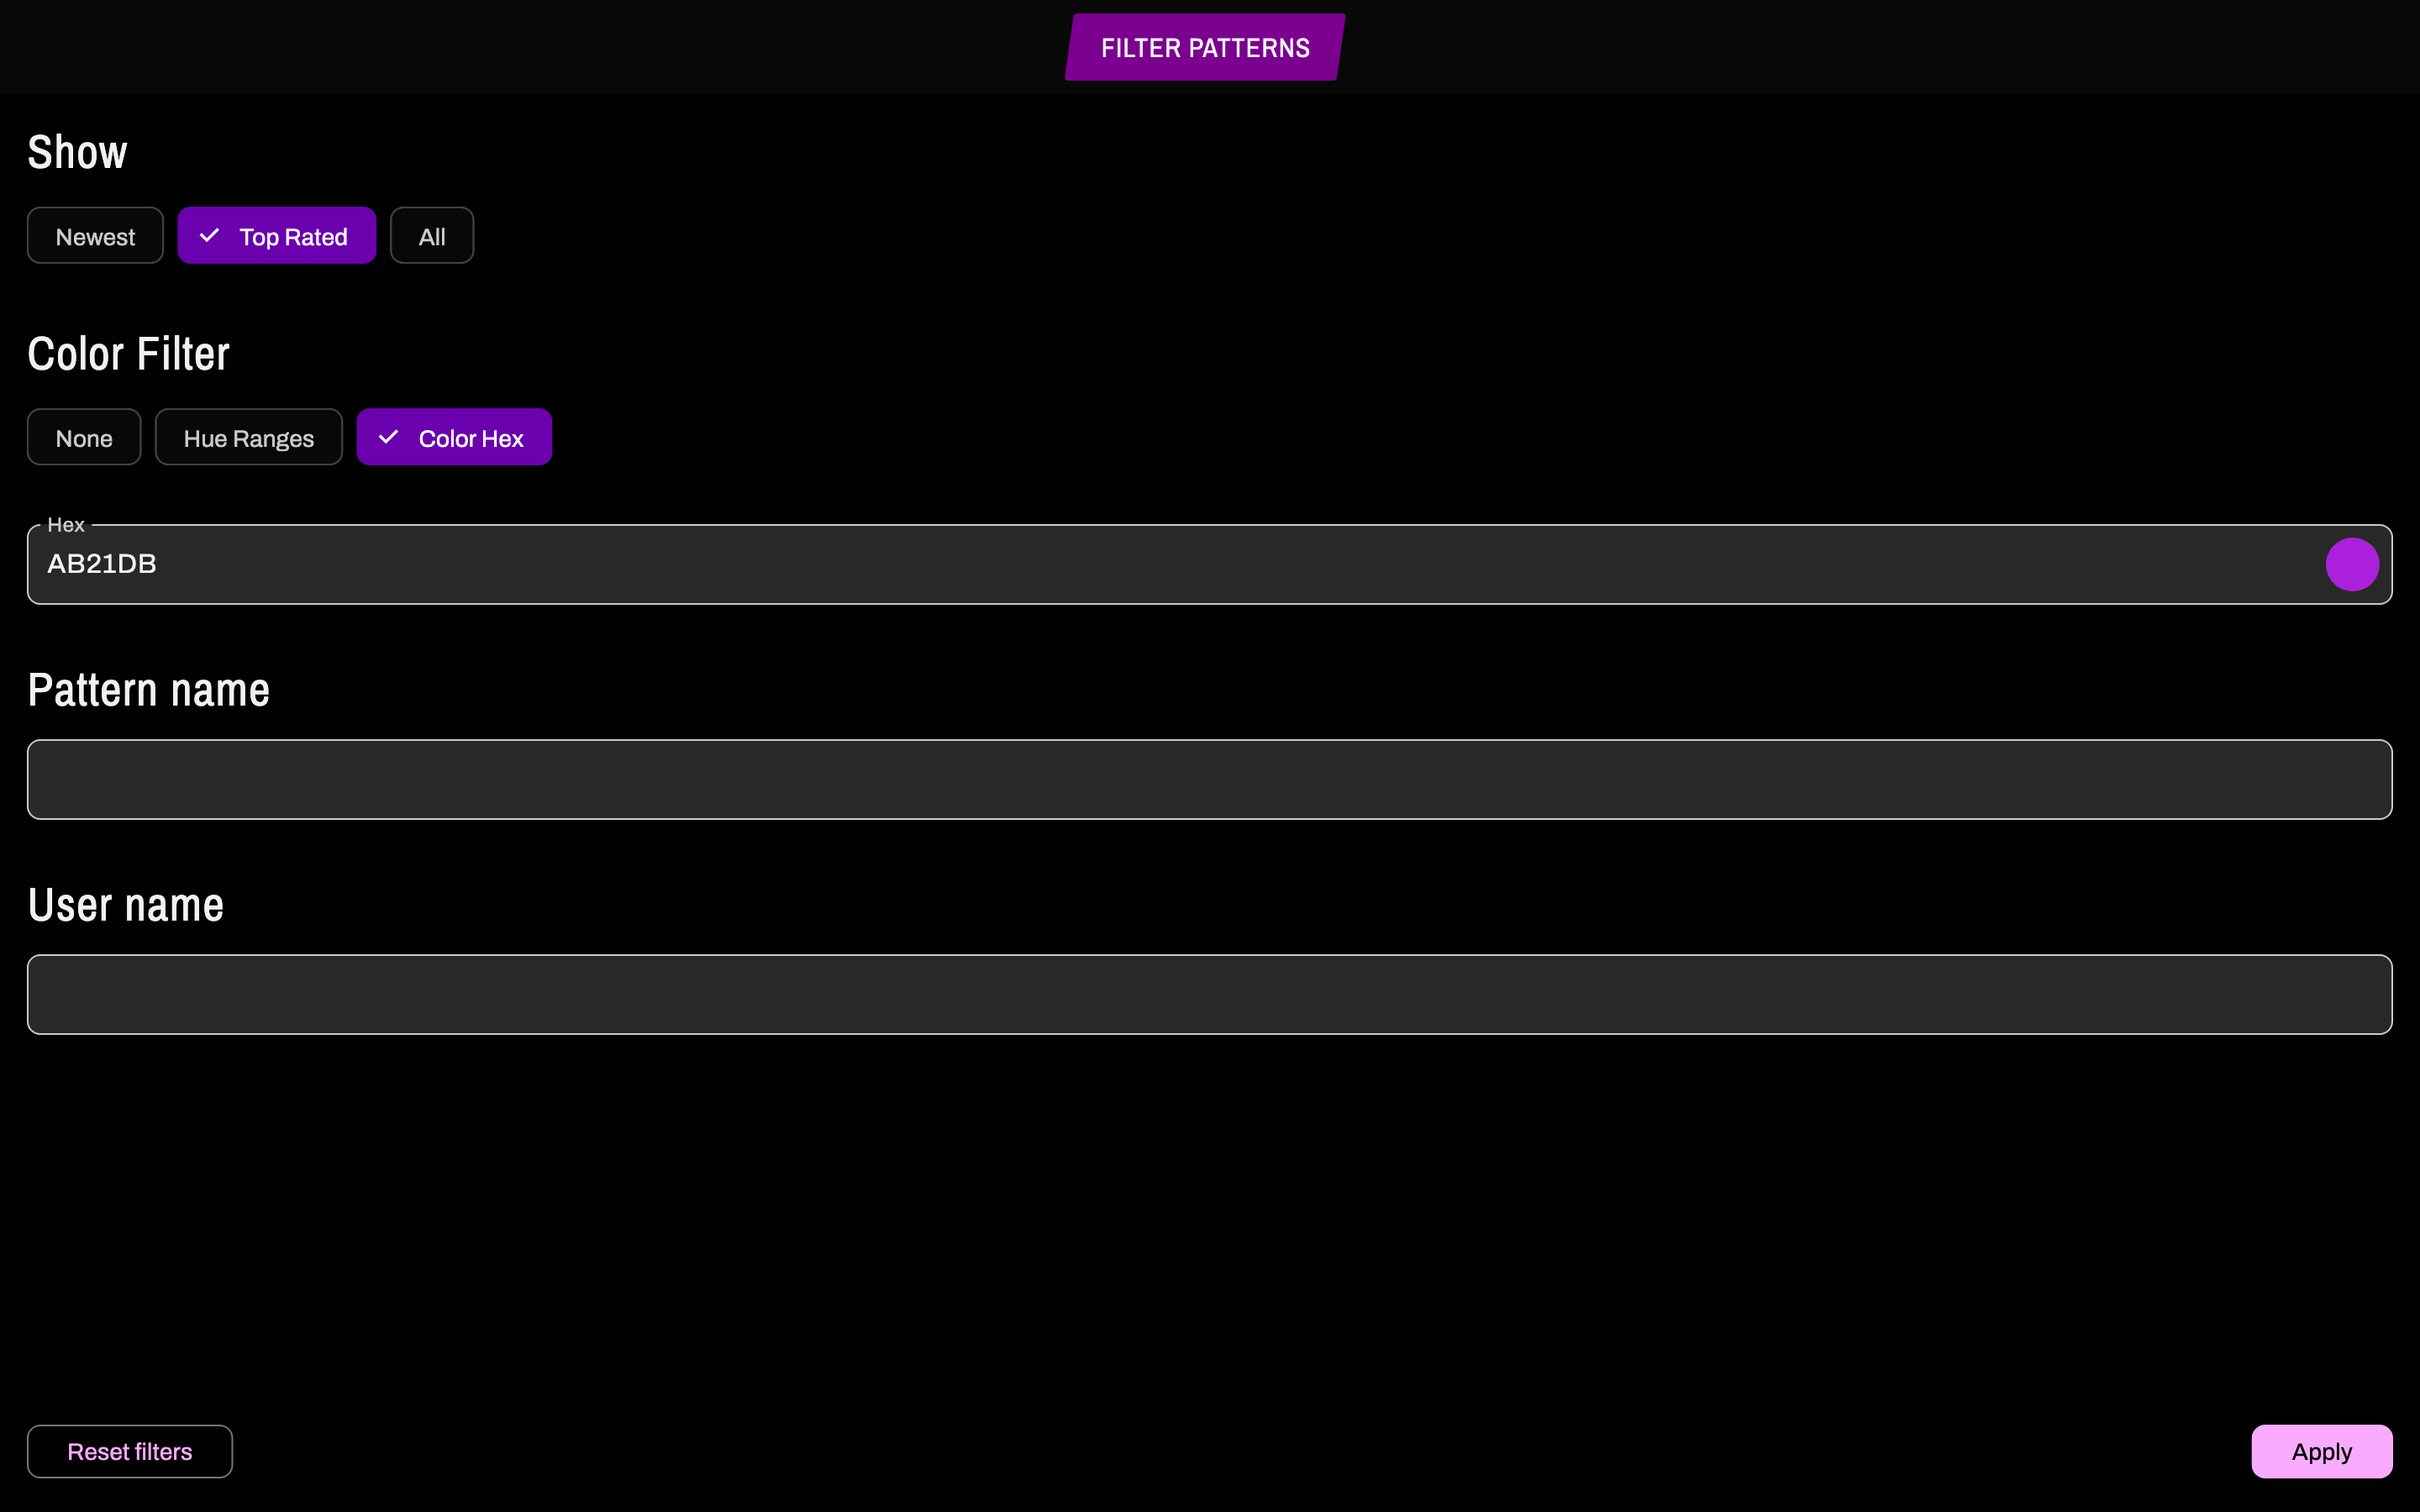 FILTER PATTERNS
Show
Newest
Top Rated
All
Color Filter
None
Hue Ranges
Color Hex
Hex
AB21DB
Pattern name
User name
Reset filters
Apply